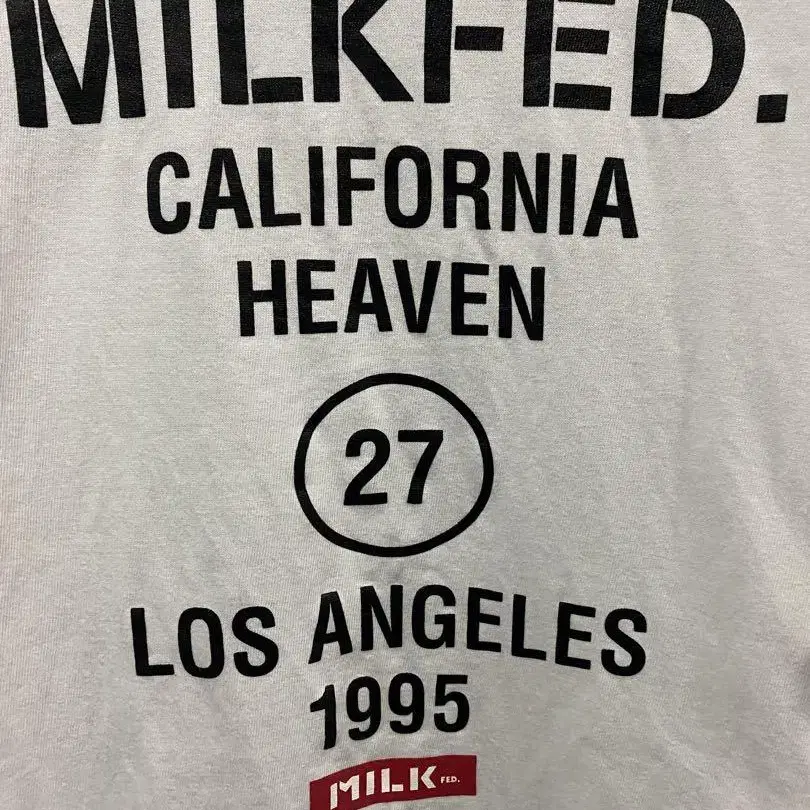 MILKFED.
CALIFORNIA
HEAVEN
27
LOS ANGELES
1995
MILK FED.